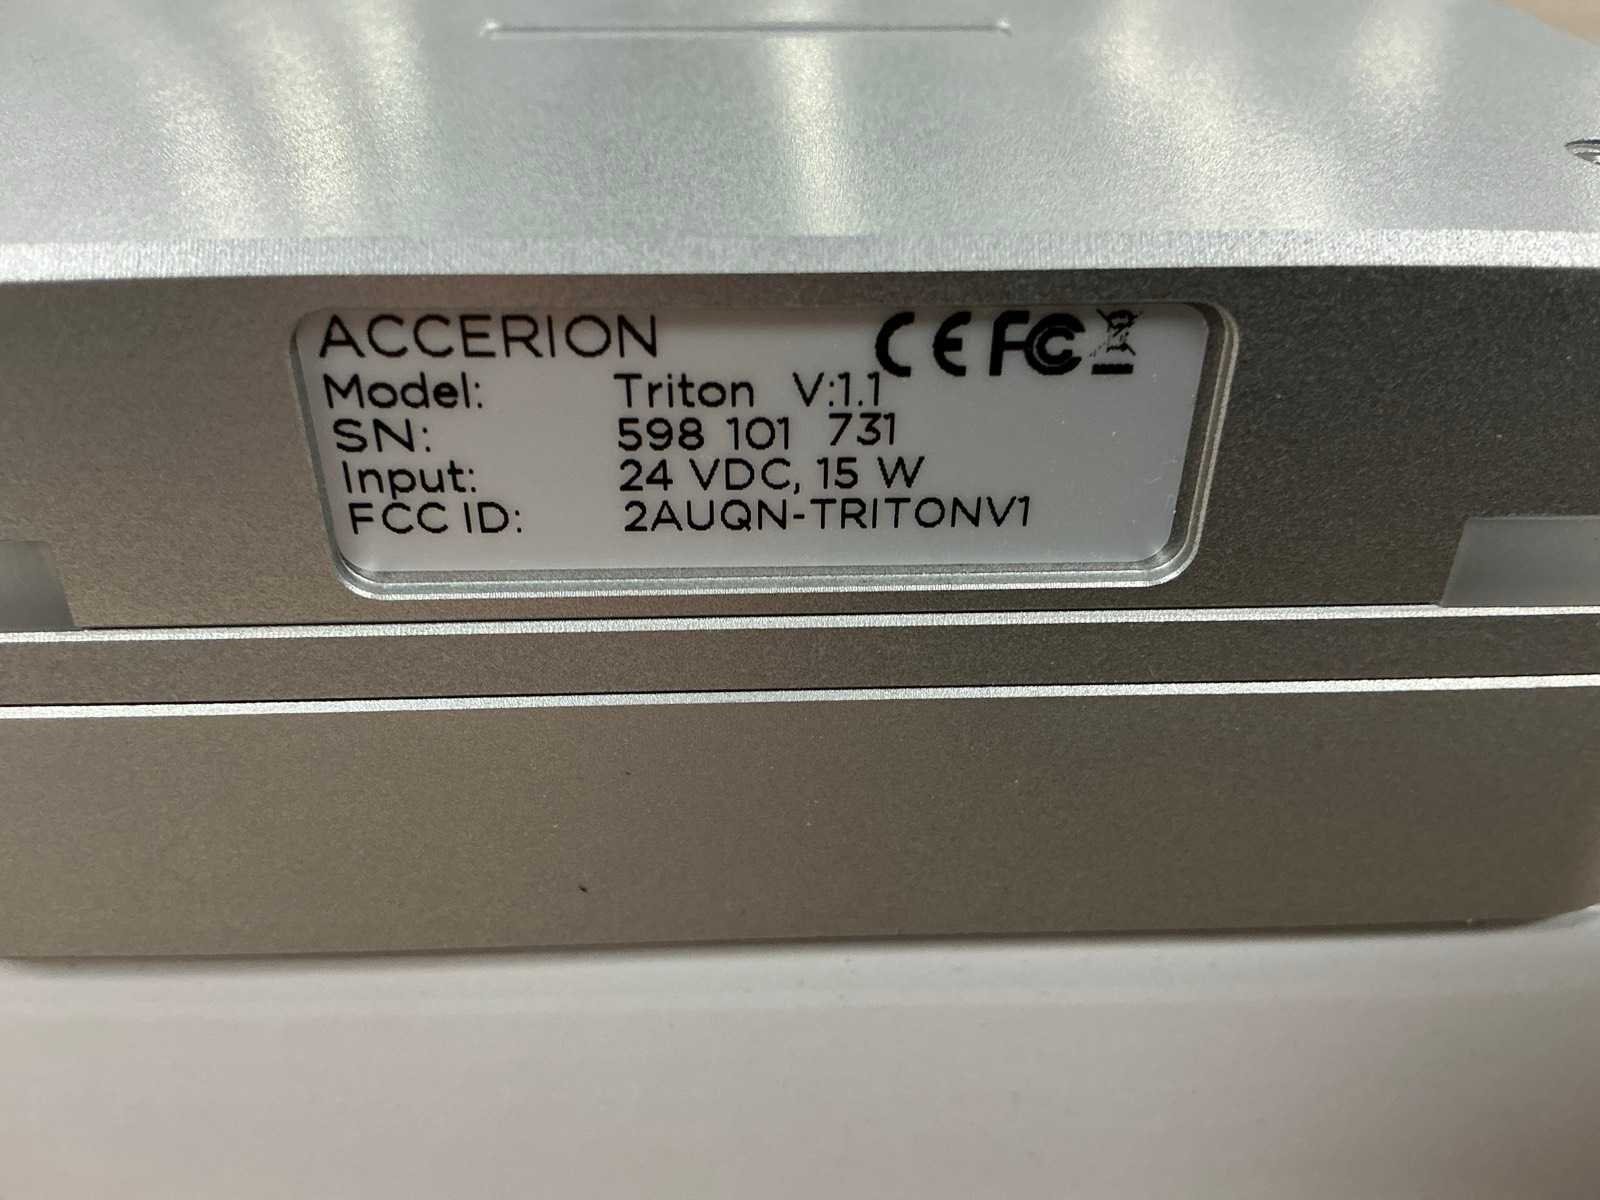 ACCERION CE FC
Model: Triton V:1.1
SN: 598 101 731
Input: 24 VDC, 15 W
FCC ID: 2AUQN-TRITONV1